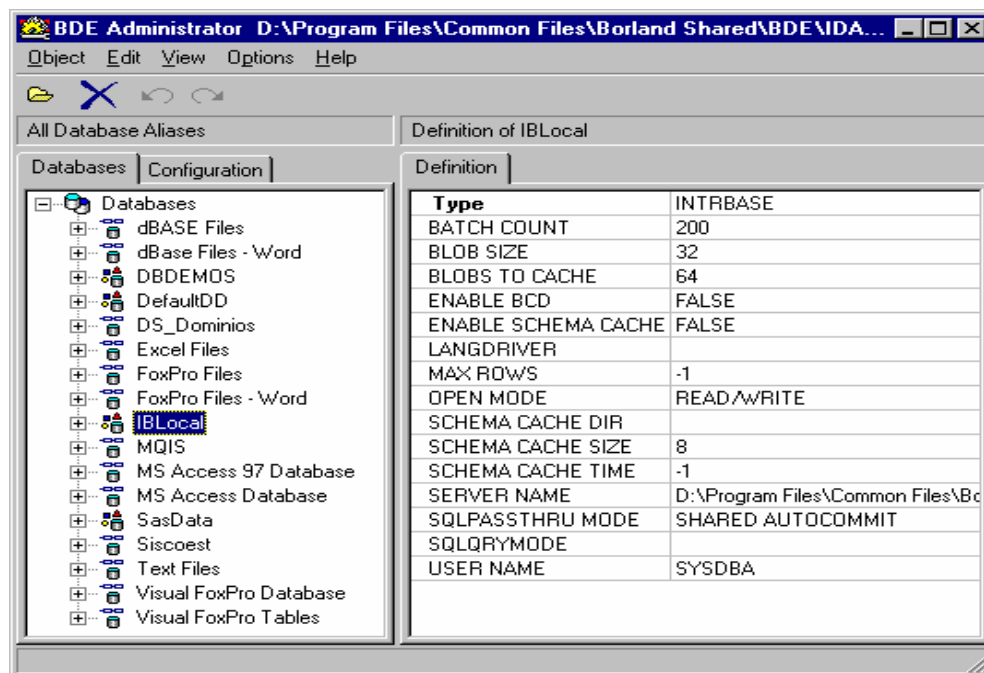 BDE Administrator D:\Program Files\Common Files\Borland Shared\BDE\IDA...
Object Edit View Options Help
All Database Aliases
Definition of IBLocal
Databases Configuration
Definition
Databases
dBASE Files
dBase Files - Word
DBDEMOS
DefaultDD
DS_Dominios
Excel Files
FoxPro Files
FoxPro Files - Word
IBLocal
MQIS
MS Access 97 Database
MS Access Database
SasData
Siscoest
Text Files
Visual FoxPro Database
Visual FoxPro Tables
Type INTRBASE
BATCH COUNT 200
BLOB SIZE 32
BLOBS TO CACHE 64
ENABLE BCD FALSE
ENABLE SCHEMA CACHE FALSE
LANGDRIVER
MAX ROWS -1
OPEN MODE READ/WRITE
SCHEMA CACHE DIR
SCHEMA CACHE SIZE 8
SCHEMA CACHE TIME -1
SERVER NAME D:\Program Files\Common Files\Bo
SQLPASSTHRU MODE SHARED AUTOCOMMIT
SQLQRYMODE
USER NAME SYSDBA